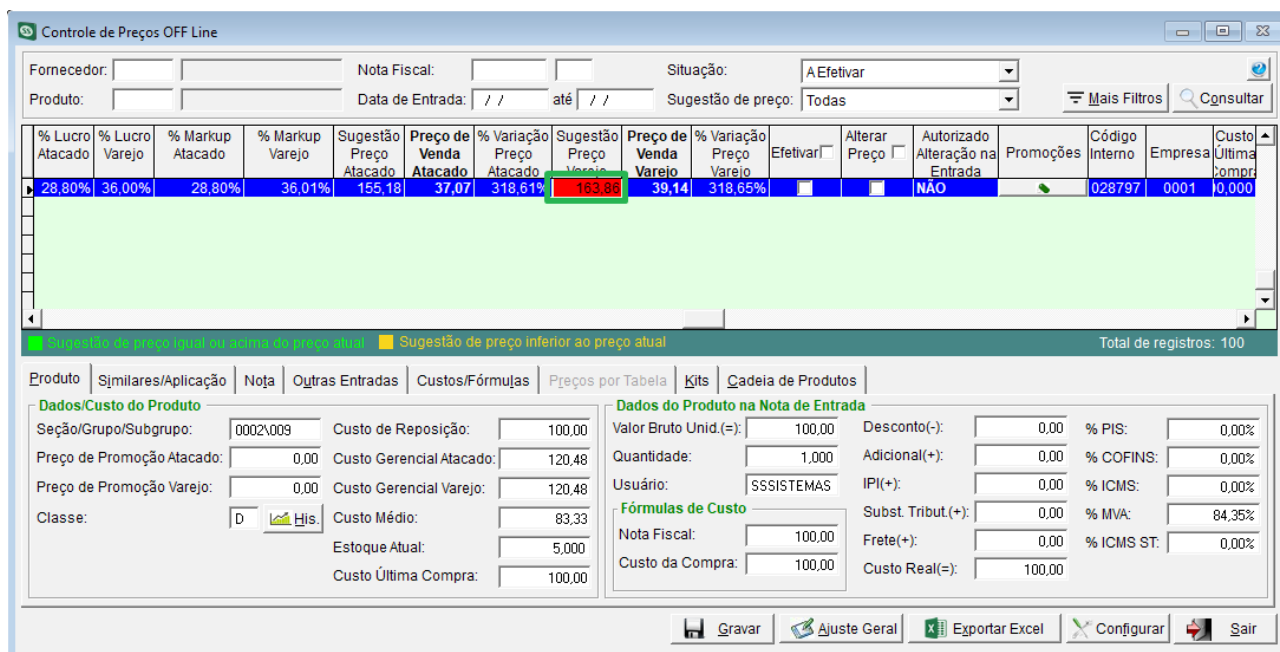 Controle de Preços OFF Line
Fornecedor: Nota Fiscal: Situação: A Efetivar
Produto: Data de Entrada: / / até / / Sugestão de preço: Todas Mais Filtros Consultar
% Lucro Atacado % Lucro Varejo % Markup Atacado % Markup Varejo Sugestão Preço Atacado Preço de Venda Atacado % Variação Preço Atacado Sugestão Preço Varejo Preço de Venda Varejo % Variação Preço Varejo Efetivar Alterar Preço Autorizado Alteração na Entrada Promoções Código Interno Empresa Custo Última Compra
28,80% 36,00% 28,80% 36,01% 155,18 37,07 318,61% 163,86 39,14 318,65% NÃO 028797 0001 0,000
Sugestão de preço igual ou acima do preço atual Sugestão de preço inferior ao preço atual Total de registros: 100
Produto Similares/Aplicação Nota Outras Entradas Custos/Fórmulas Preços por Tabela Kits Cadeia de Produtos
Dados/Custo do Produto
Seção/Grupo/Subgrupo: 0002\009 Custo de Reposição: 100,00
Preço de Promoção Atacado: 0,00 Custo Gerencial Atacado: 120,48
Preço de Promoção Varejo: 0,00 Custo Gerencial Varejo: 120,48
Classe: D His. Custo Médio: 83,33
Estoque Atual: 5,000
Custo Última Compra: 100,00
Dados do Produto na Nota de Entrada
Valor Bruto Unid.(=): 100,00 Desconto(-): 0,00 % PIS: 0,00%
Quantidade: 1,000 Adicional(+): 0,00 % COFINS: 0,00%
Usuário: SSSISTEMAS IPI(+): 0,00 % ICMS: 0,00%
Fórmulas de Custo Subst. Tribut.(+): 0,00 % MVA: 84,35%
Nota Fiscal: 100,00 Frete(+): 0,00 % ICMS ST: 0,00%
Custo da Compra: 100,00 Custo Real(=): 100,00
Gravar Ajuste Geral Exportar Excel Configurar Sair